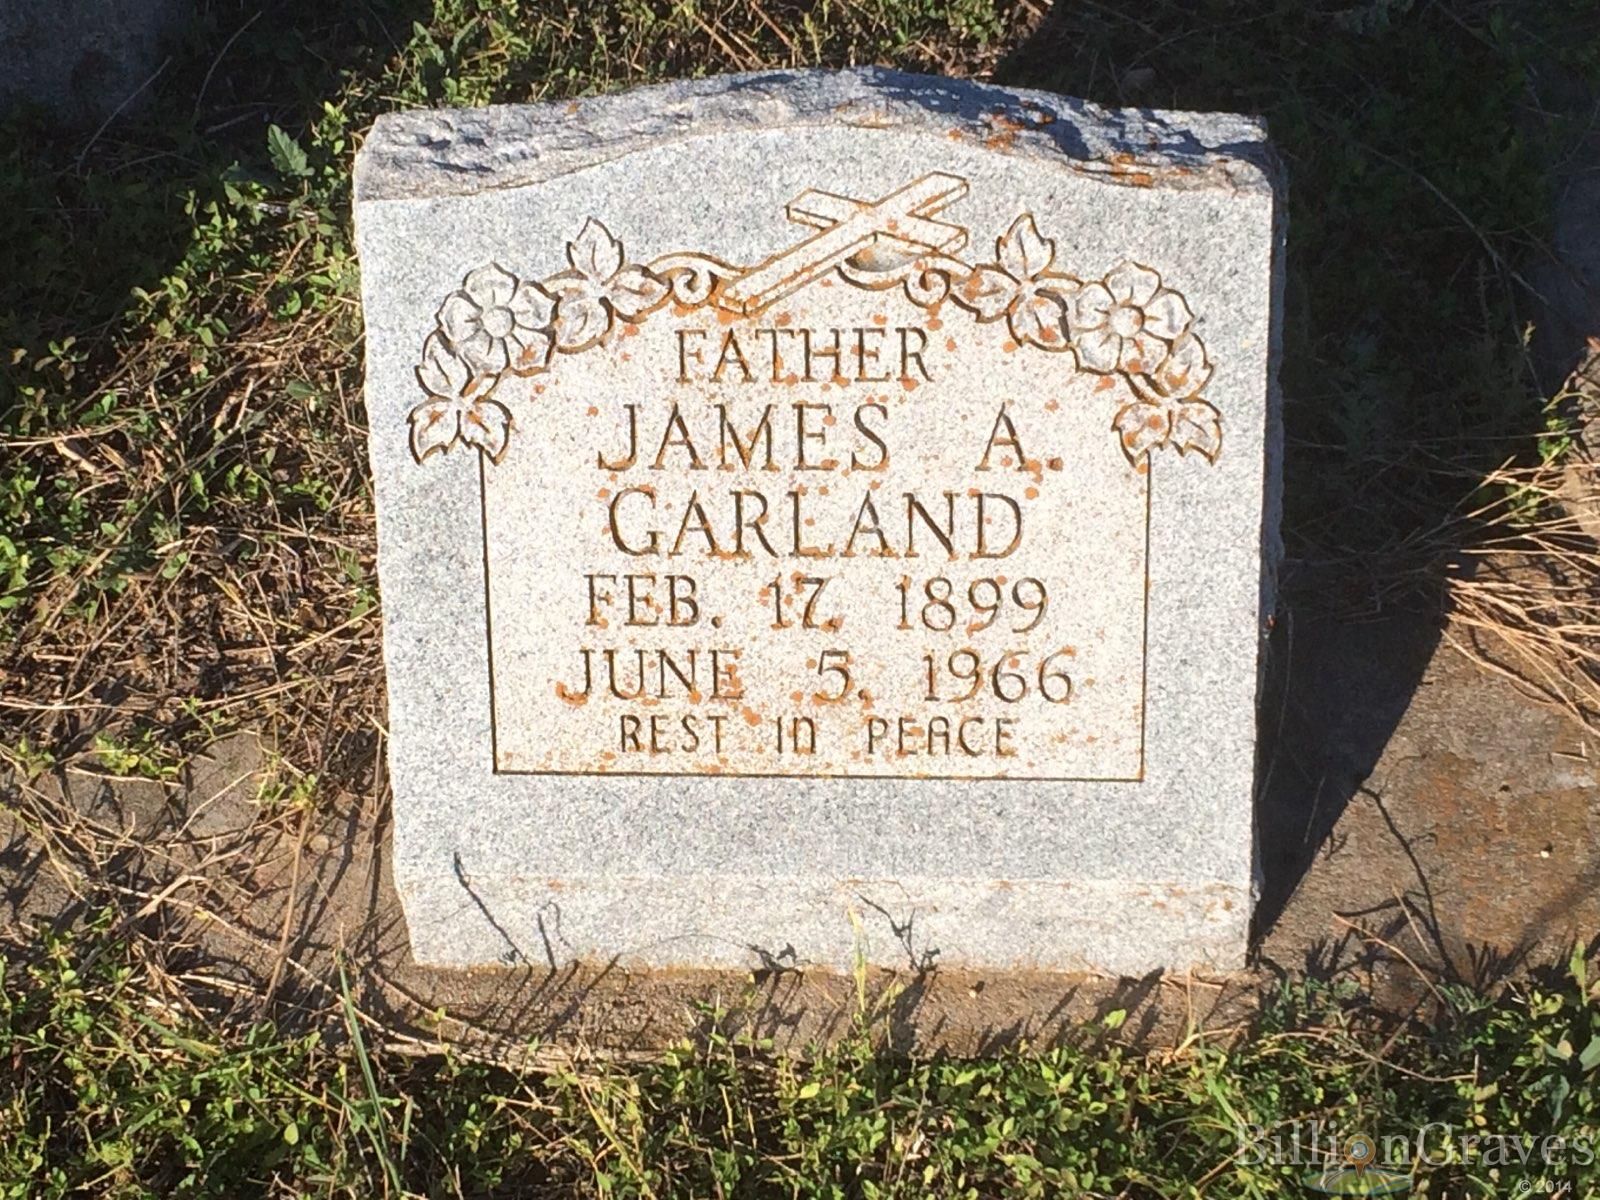 FATHER
JAMES A.
GARLAND
FEB. 17, 1899
JUNE 5, 1966
REST IN PEACE
BillionGraves
© 2014